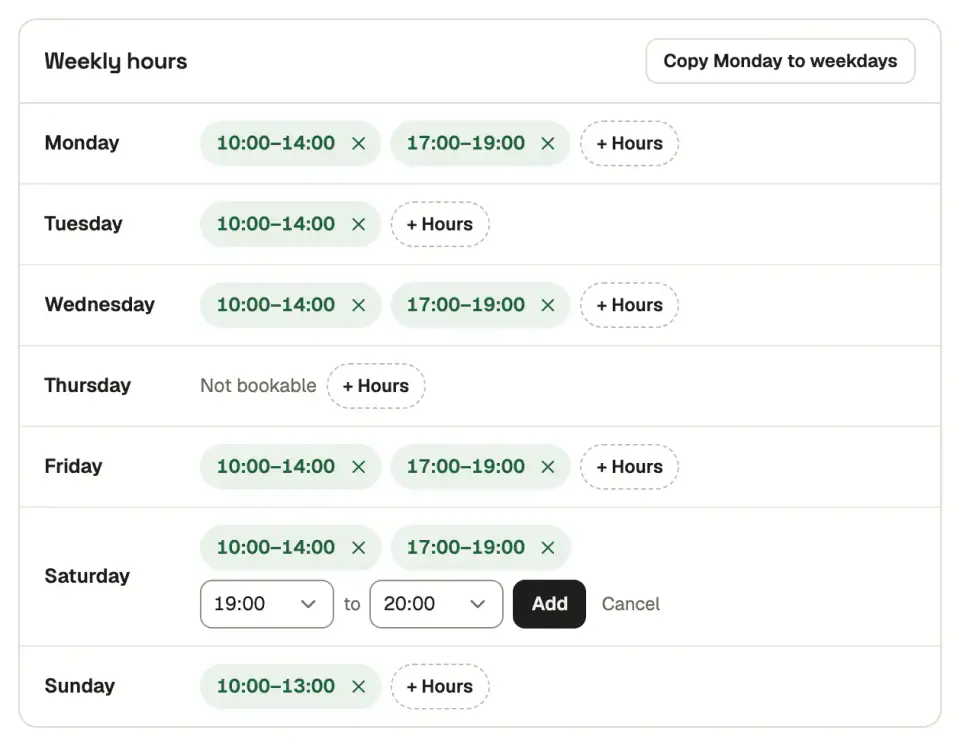 Weekly hours Copy Monday to weekdays
Monday 10:00–14:00 × 17:00–19:00 × + Hours
Tuesday 10:00–14:00 × + Hours
Wednesday 10:00–14:00 × 17:00–19:00 × + Hours
Thursday Not bookable + Hours
Friday 10:00–14:00 × 17:00–19:00 × + Hours
10:00–14:00 × 17:00–19:00 ×
Saturday
19:00 to 20:00 Add Cancel
Sunday 10:00–13:00 × + Hours